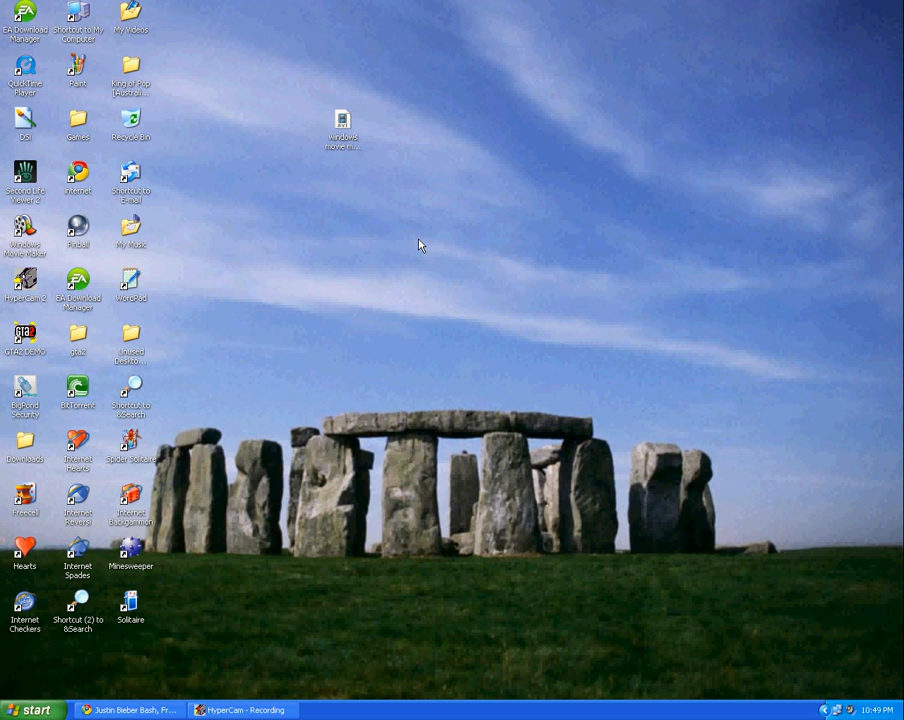 EA Download
Manager
Shortcut to My
Computer
My Videos
QuickTime
Player
Paint
King of Pop
[Australi...
DSI
Games
Recycle Bin
AVI
windows
movie m...
Second Life
Viewer 2
Internet
Shortcut to
E-mail
Windows
Movie Maker
Pinball
My Music
HyperCam 2
EA Download
Manager
WordPad
GTA2
GTA2 DEMO
gta2
Unused
Deskto...
BigPond
Security
BitTorrent
Shortcut to
&Search
Downloads
Internet
Hearts
Spider Solitaire
Freecell
Internet
Reversi
Internet
Backgammon
Hearts
Internet
Spades
Minesweeper
Internet
Checkers
Shortcut (2) to
&Search
Solitaire
start
Justin Bieber Bash, Fr...
HyperCam - Recording
10:49 PM